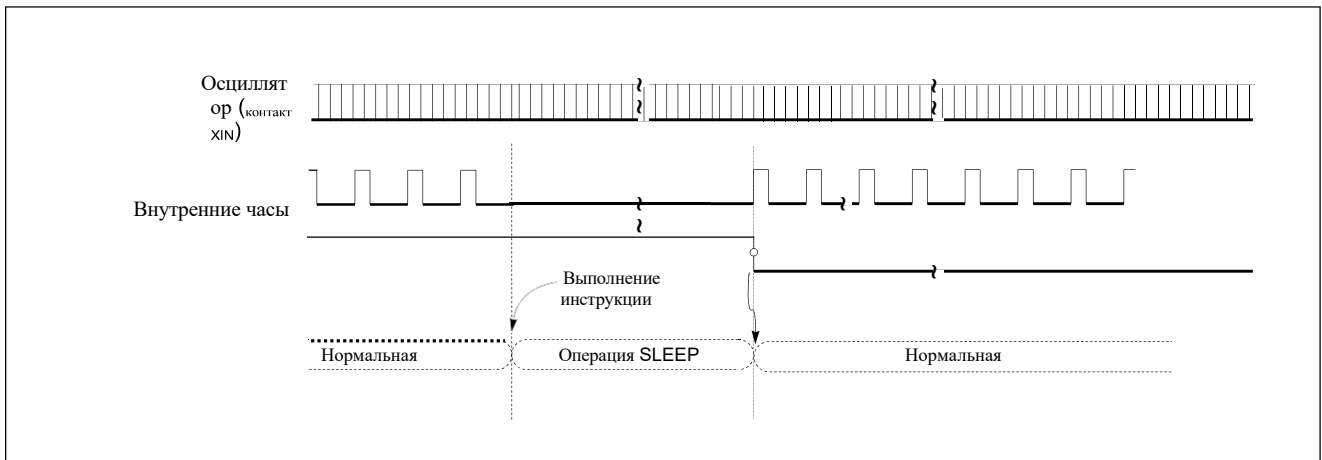 Осциллят
ор (контакт
XIN)
Внутренние часы
Выполнение
инструкции
Нормальная
Операция SLEEP
Нормальная